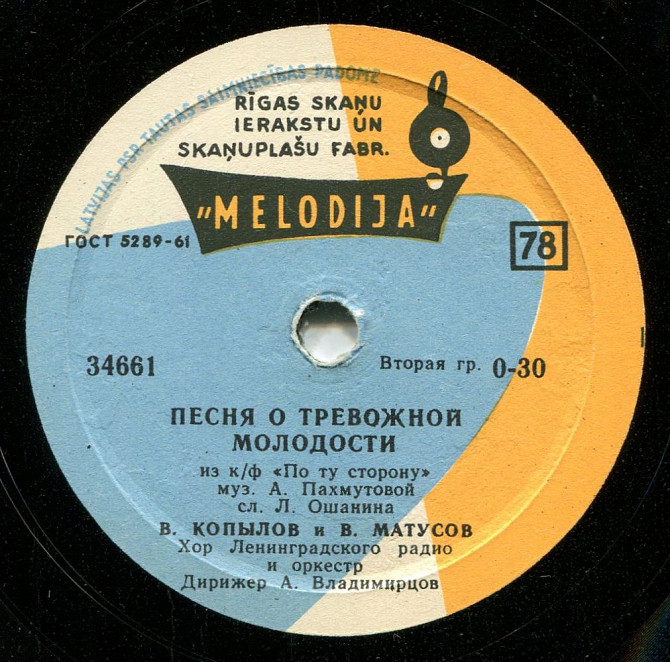 LATVIJAS PSR TAUTAS SAIMNIECĪBAS PADOME
RĪGAS SKAŅU
IERAKSTU UN
SKAŅUPLAŠU FABR.
"MELODIJA"
ГОСТ 5289-61
78
34661
Вторая гр. 0-30
ПЕСНЯ О ТРЕВОЖНОЙ
МОЛОДОСТИ
из к/ф «По ту сторону»
муз. А. Пахмутовой
сл. Л. Ошанина
В. КОПЫЛОВ и В. МАТУСОВ
Хор Ленинградского радио
и оркестр
Дирижер А. Владимирцов